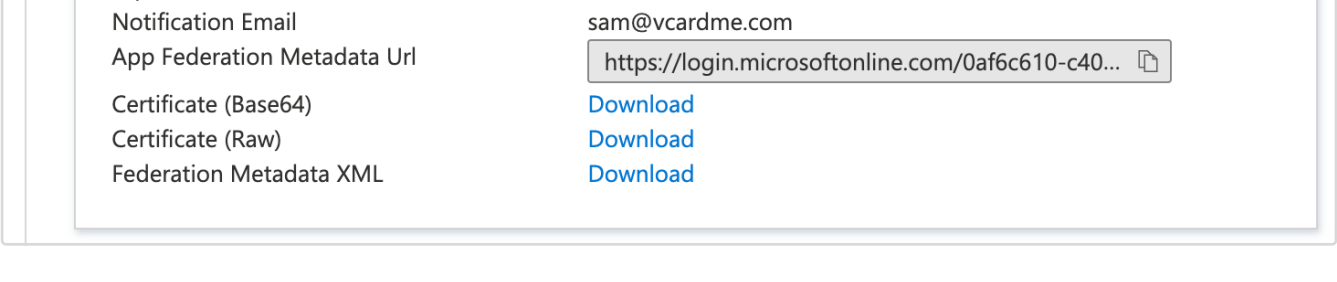 Notification Email sam@vcardme.com
App Federation Metadata Url https://login.microsoftonline.com/0af6c610-c40...
Certificate (Base64) Download
Certificate (Raw) Download
Federation Metadata XML Download